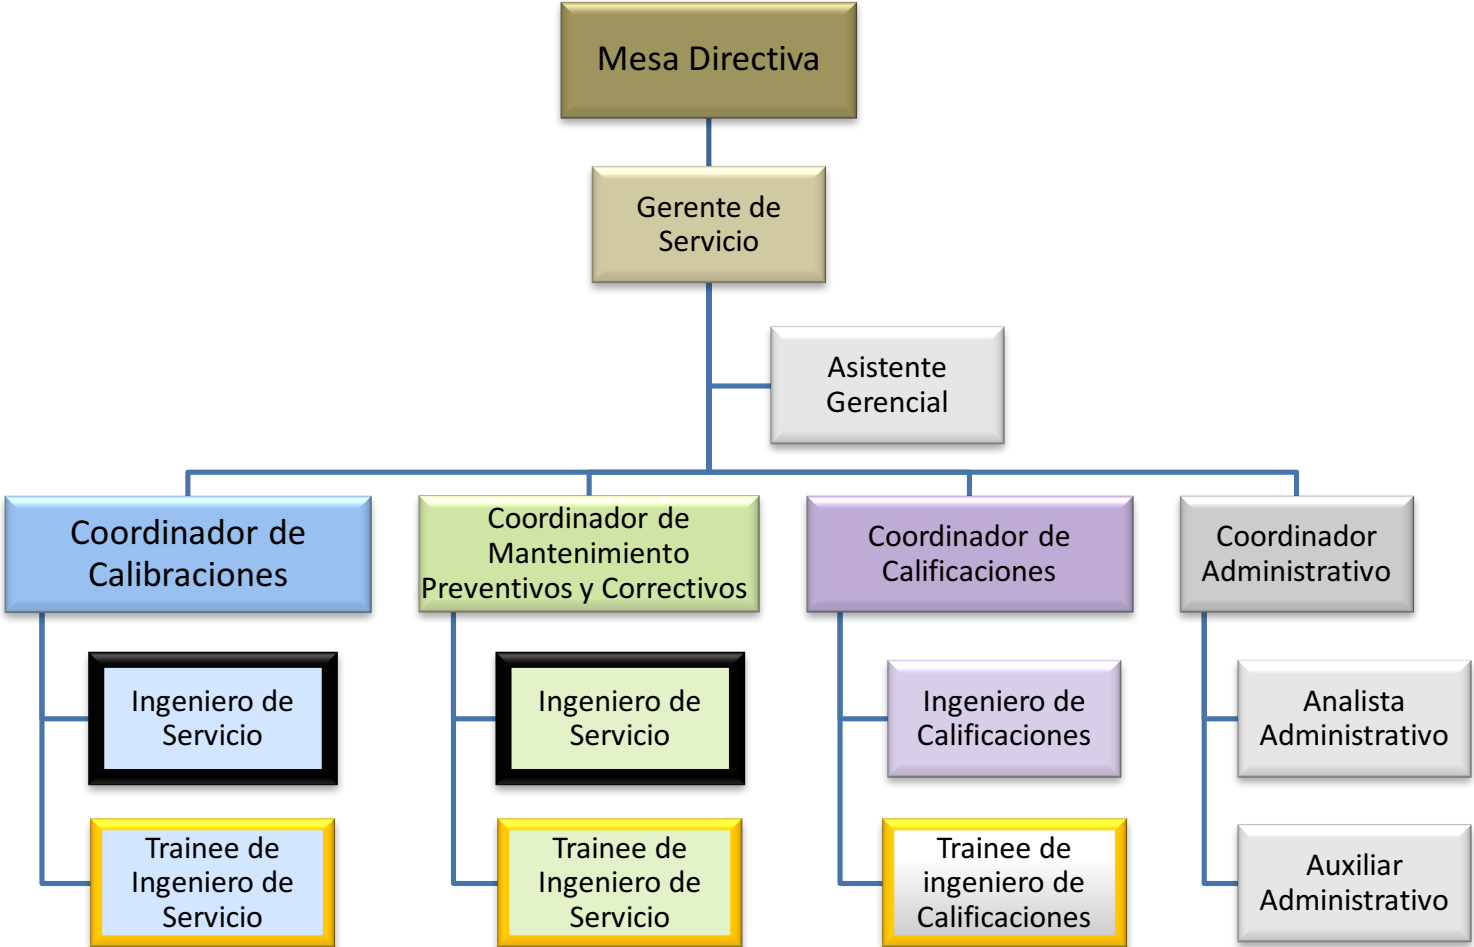 Mesa Directiva
Gerente de
Servicio
Asistente
Gerencial
Coordinador de
Calibraciones
Coordinador de
Mantenimiento
Preventivos y Correctivos
Coordinador de
Calificaciones
Coordinador
Administrativo
Ingeniero de
Servicio
Ingeniero de
Servicio
Ingeniero de
Calificaciones
Analista
Administrativo
Trainee de
Ingeniero de
Servicio
Trainee de
Ingeniero de
Servicio
Trainee de
ingeniero de
Calificaciones
Auxiliar
Administrativo